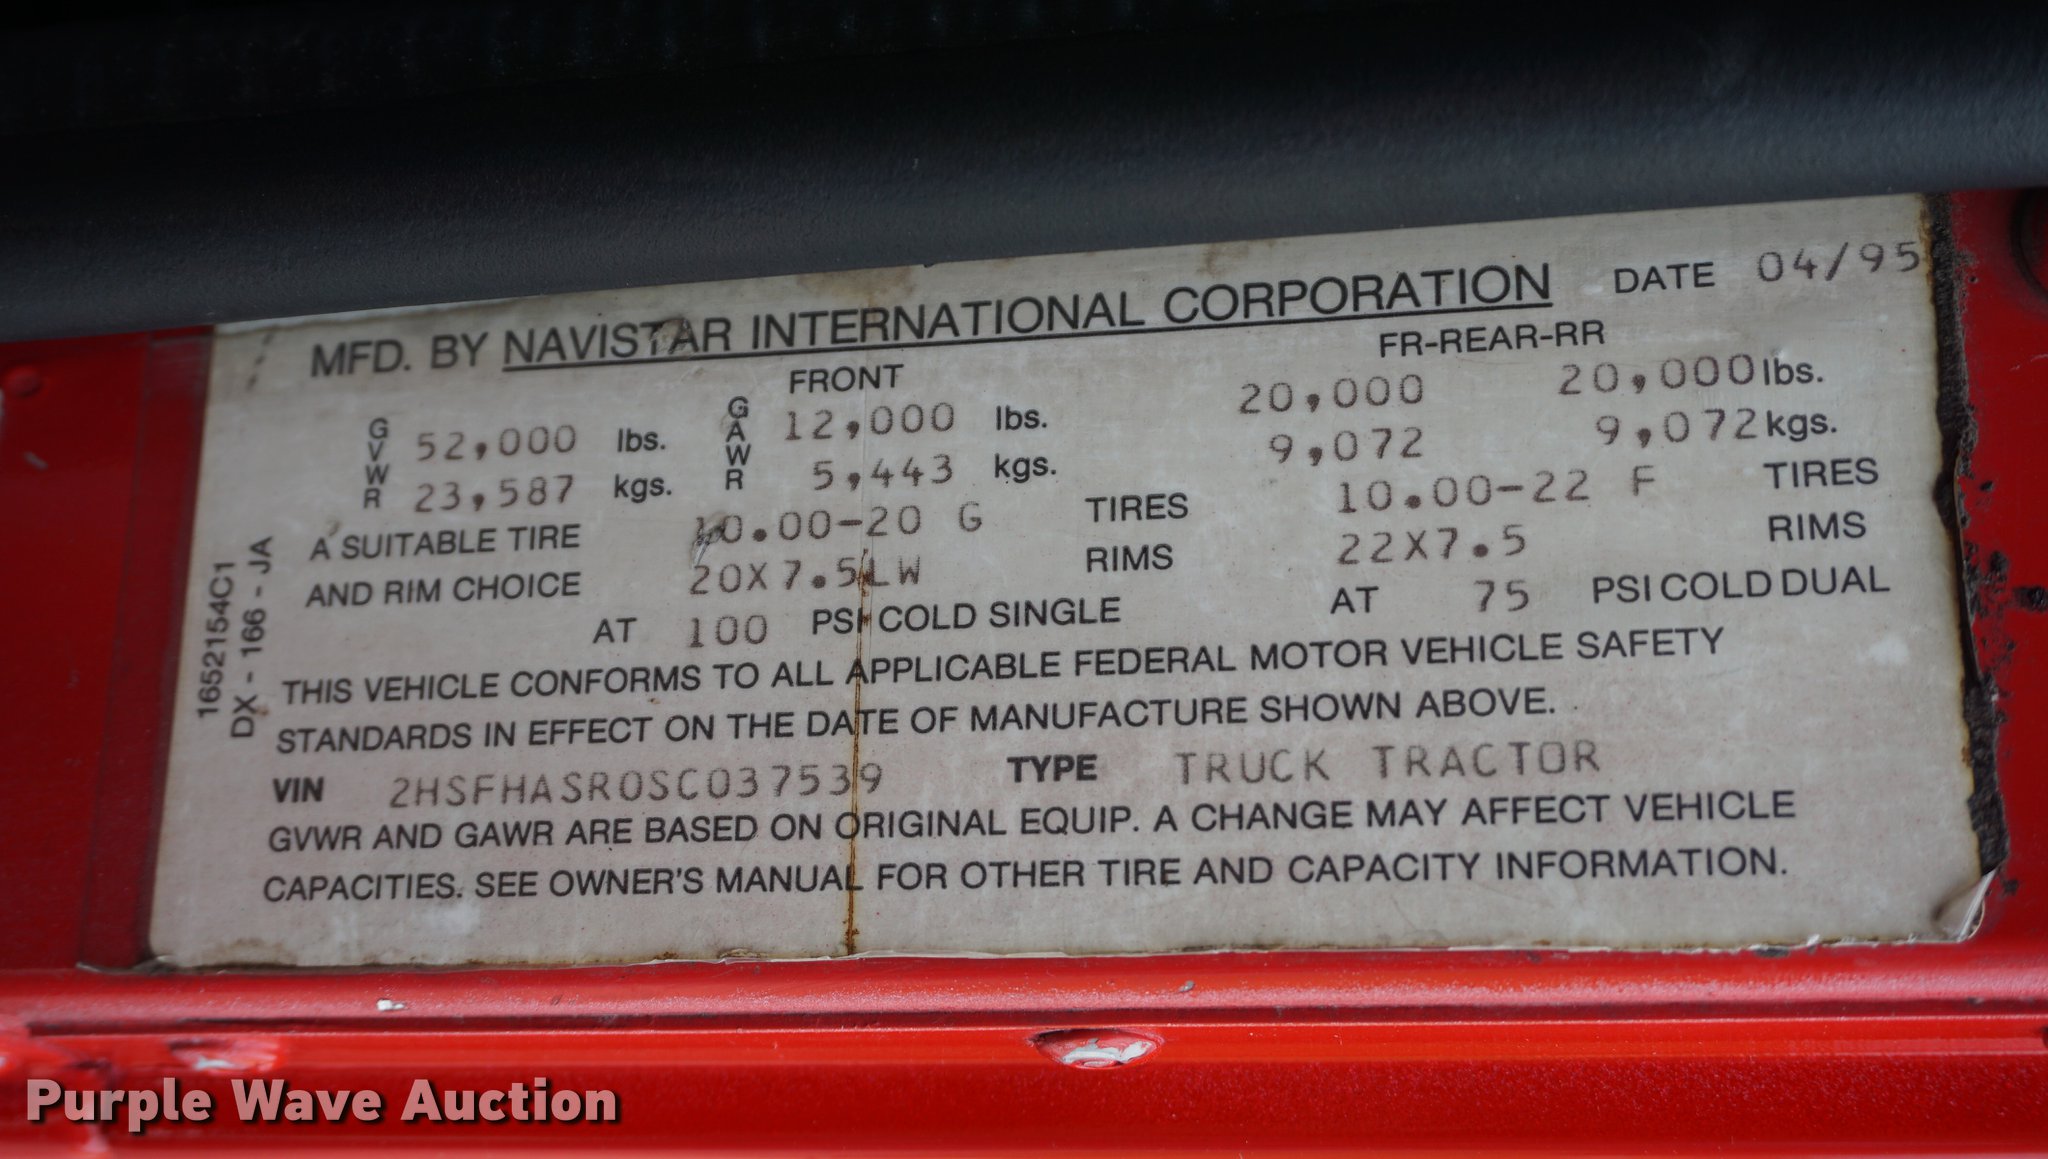 MFD. BY NAVISTAR INTERNATIONAL CORPORATION DATE 04/95
FRONT FR-REAR-RR
GVWR 52,000 lbs. GAWR 12,000 lbs. 20,000 20,000 lbs.
23,587 kgs. 5,443 kgs. 9,072 9,072 kgs.
A SUITABLE TIRE 10.00-20 G TIRES 10.00-22 F TIRES
AND RIM CHOICE 20X7.5LW RIMS 22X7.5 RIMS
AT 100 PSI COLD SINGLE AT 75 PSI COLD DUAL
THIS VEHICLE CONFORMS TO ALL APPLICABLE FEDERAL MOTOR VEHICLE SAFETY
STANDARDS IN EFFECT ON THE DATE OF MANUFACTURE SHOWN ABOVE.
VIN 2HSFHASR0SC037539 TYPE TRUCK TRACTOR
GVWR AND GAWR ARE BASED ON ORIGINAL EQUIP. A CHANGE MAY AFFECT VEHICLE
CAPACITIES. SEE OWNER'S MANUAL FOR OTHER TIRE AND CAPACITY INFORMATION.
1652154C1
DX - 166 - JA
Purple Wave Auction